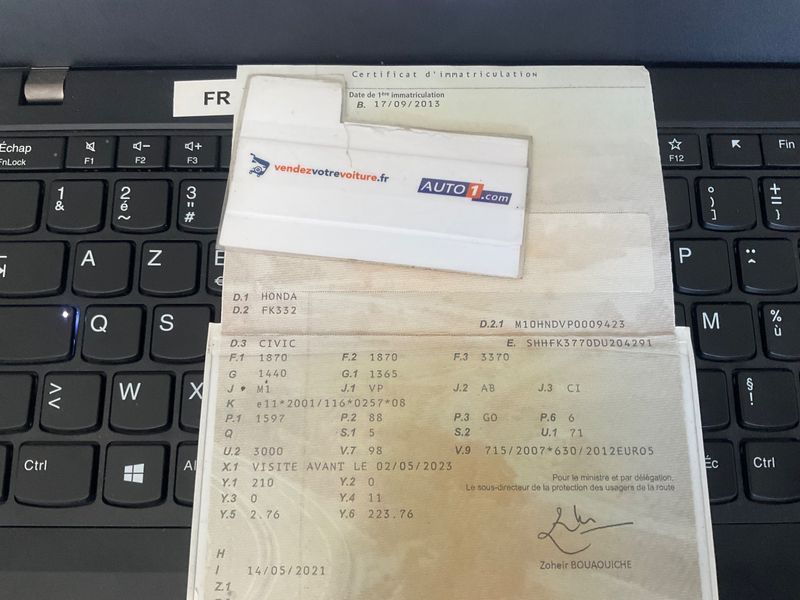 Certificat d'immatriculation
FR
Date de 1ère immatriculation
B. 17/09/2013
vendezvotrevoiture.fr
AUTO1.com
D.1 HONDA
D.2 FK332
D.2.1 M10HNDVP0009423
D.3 CIVIC
E. SHHFK3770DU204291
F.1 1870 F.2 1870 F.3 3370
G 1440 G.1 1365
J M1 J.1 VP J.2 AB J.3 CI
K e11*2001/116*0257*08
P.1 1597 P.2 88 P.3 GO P.6 6
Q S.1 5 S.2 U.1 71
U.2 3000 V.7 98 V.9 715/2007*630/2012EURO5
X.1 VISITE AVANT LE 02/05/2023
Y.1 210 Y.2 0
Y.3 0 Y.4 11
Y.5 2.76 Y.6 223.76
Pour le ministre et par délégation,
Le sous-directeur de la protection des usagers de la route
Zoheir BOUAOUICHE
H
I 14/05/2021
Z.1
Échap
FnLock
F1
F2
F3
F12
Fin
1
&
2
é
~
3
"
#
°
)
]
+
=
}
A
Z
E
€
P
¨
Q
S
M
%
ù
>
<
W
X
§
!
Ctrl
Alt
Ctrl